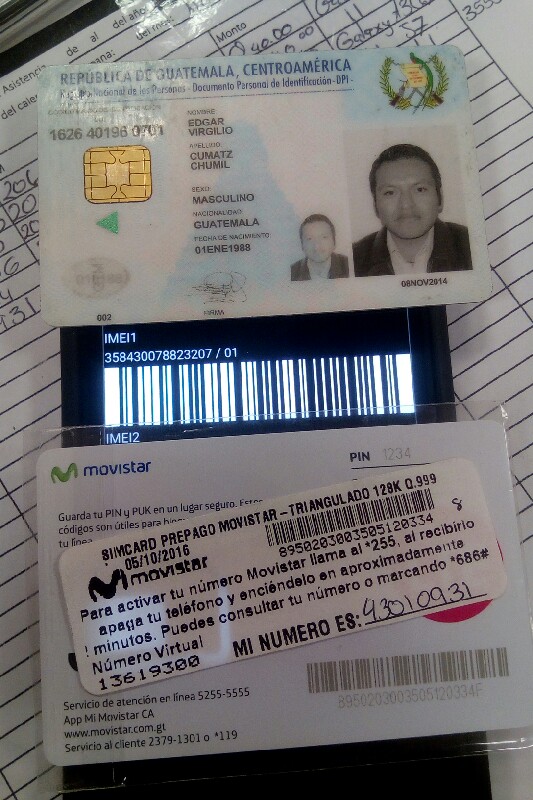 Asistencia de al
del año
Monto
Galaxy
REPÚBLICA DE GUATEMALA, CENTROAMÉRICA
Registro Nacional de las Personas - Documento Personal de Identificación - DPI -
1626 40196 0701
NOMBRE
EDGAR
VIRGILIO
APELLIDO
CUMATZ
CHUMIL
SEXO
MASCULINO
NACIONALIDAD
GUATEMALA
FECHA DE NACIMIENTO
01ENE1988
08NOV2014
002
FIRMA
IMEI1
358430078823207 / 01
IMEI2
movistar
PIN 1234
Guarda tu PIN y PUK en un lugar seguro. Estos
códigos son útiles para
tu línea
SIMCARD PREPAGO MOVISTAR-TRIANGULADO 128K 0.999
05/10/2016
8950203003505120334
8
movistar
Para activar tu número Movistar llama al *255, al recibirlo
apaga tu teléfono y enciéndelo en aproximadamente
minutos. Puedes consultar tu número o marcando *686#
Número Virtual
13619300
MI NUMERO ES: 43010931
8950203003505120334F
Servicio de atención en línea 5255-5555
App Mi Movistar CA
www.movistar.com.gt
Servicio al cliente 2379-1301 o *119